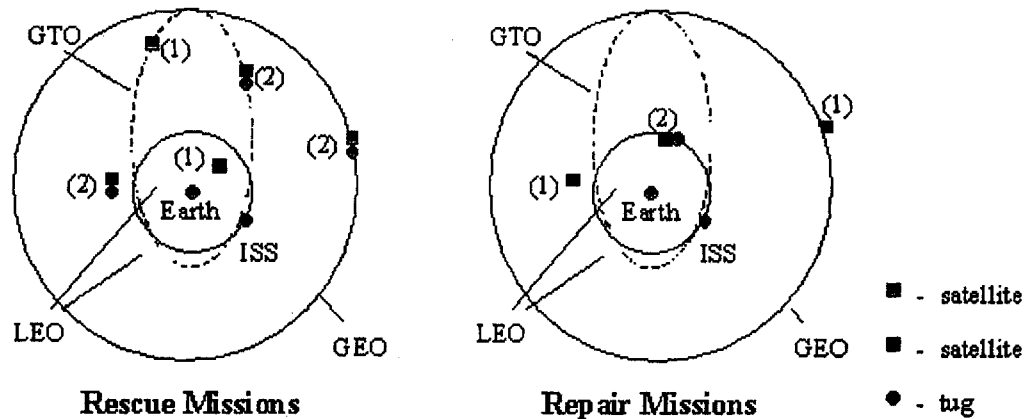 GTO
(1)
(2)
(2)
(1)
(2)
Earth
ISS
LEO
GEO
Rescue Missions
GTO
(1)
(2)
(1)
Earth
ISS
LEO
GEO
Repair Missions
- satellite
- satellite
- tug